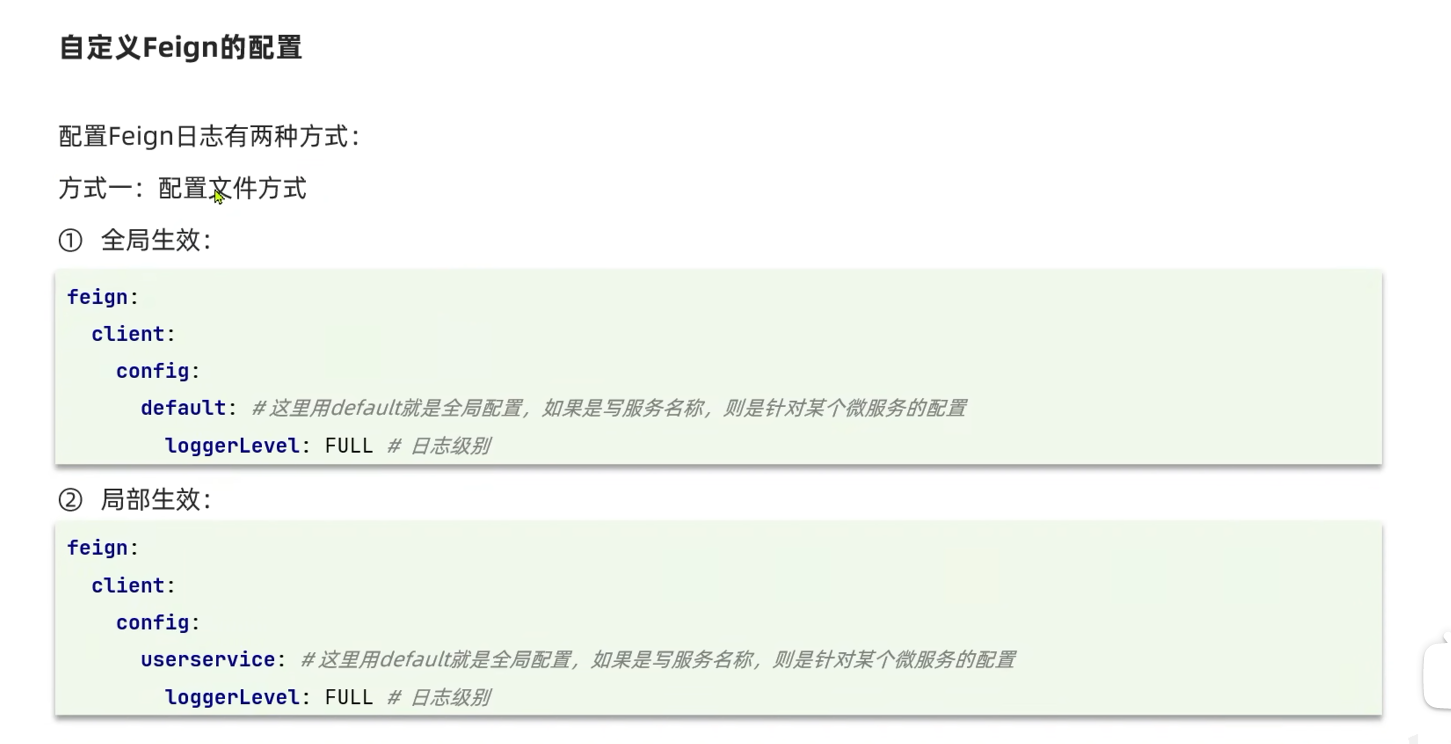 自定义Feign的配置
配置Feign日志有两种方式：
方式一：配置文件方式
① 全局生效：
feign:
  client:
    config:
      default: # 这里用default就是全局配置，如果是写服务名称，则是针对某个微服务的配置
        loggerLevel: FULL # 日志级别
② 局部生效：
feign:
  client:
    config:
      userservice: # 这里用default就是全局配置，如果是写服务名称，则是针对某个微服务的配置
        loggerLevel: FULL # 日志级别